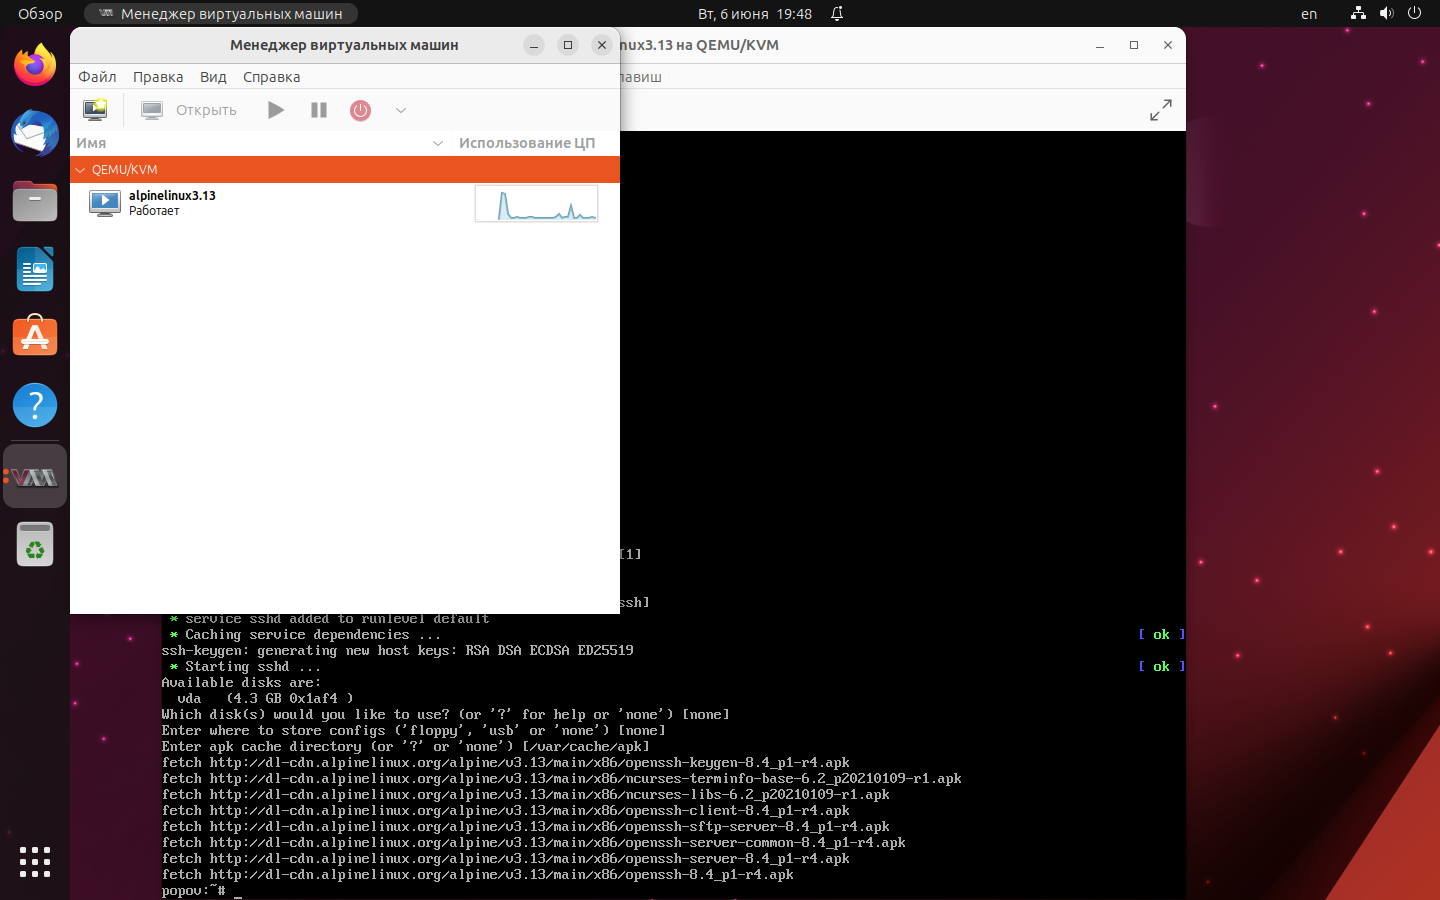 Обзор
Менеджер виртуальных машин
Вт, 6 июня 19:48
en
Менеджер виртуальных машин
nux3.13 на QEMU/KVM
Файл Правка Вид Справка
лавиш
Открыть
Имя
Использование ЦП
QEMU/KVM
alpinelinux3.13
Работает
[1]
ssh]
* service sshd added to runlevel default
* Caching service dependencies ... [ ok ]
ssh-keygen: generating new host keys: RSA DSA ECDSA ED25519
* Starting sshd ... [ ok ]
Available disks are:
vda (4.3 GB 0x1af4 )
Which disk(s) would you like to use? (or '?' for help or 'none') [none]
Enter where to store configs ('floppy', 'usb' or 'none') [none]
Enter apk cache directory (or '?' or 'none') [/var/cache/apk]
fetch http://dl-cdn.alpinelinux.org/alpine/v3.13/main/x86/openssh-keygen-8.4_p1-r4.apk
fetch http://dl-cdn.alpinelinux.org/alpine/v3.13/main/x86/ncurses-terminfo-base-6.2_p20210109-r1.apk
fetch http://dl-cdn.alpinelinux.org/alpine/v3.13/main/x86/ncurses-libs-6.2_p20210109-r1.apk
fetch http://dl-cdn.alpinelinux.org/alpine/v3.13/main/x86/openssh-client-8.4_p1-r4.apk
fetch http://dl-cdn.alpinelinux.org/alpine/v3.13/main/x86/openssh-sftp-server-8.4_p1-r4.apk
fetch http://dl-cdn.alpinelinux.org/alpine/v3.13/main/x86/openssh-server-common-8.4_p1-r4.apk
fetch http://dl-cdn.alpinelinux.org/alpine/v3.13/main/x86/openssh-server-8.4_p1-r4.apk
fetch http://dl-cdn.alpinelinux.org/alpine/v3.13/main/x86/openssh-8.4_p1-r4.apk
popov:~# _